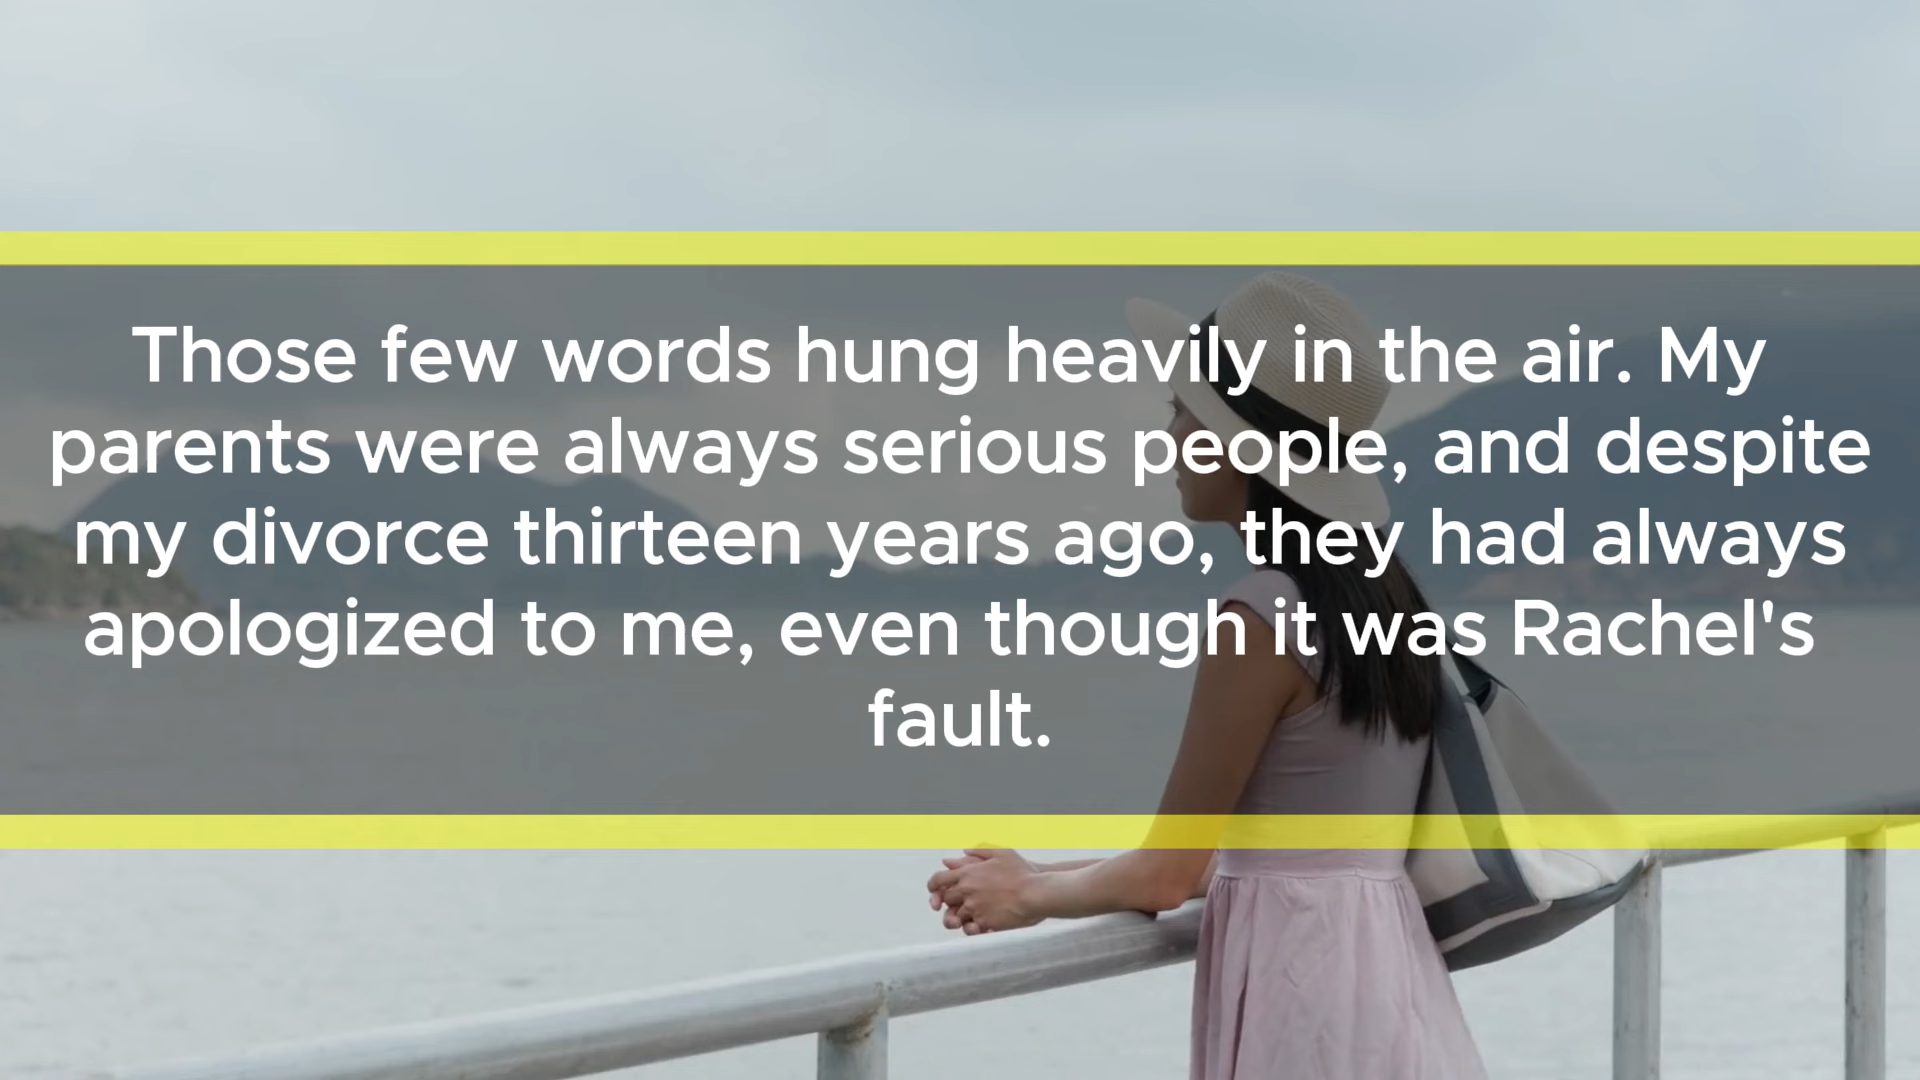 Those few words hung heavily in the air. My
parents were always serious people, and despite
my divorce thirteen years ago, they had always
apologized to me, even though it was Rachel's
fault.